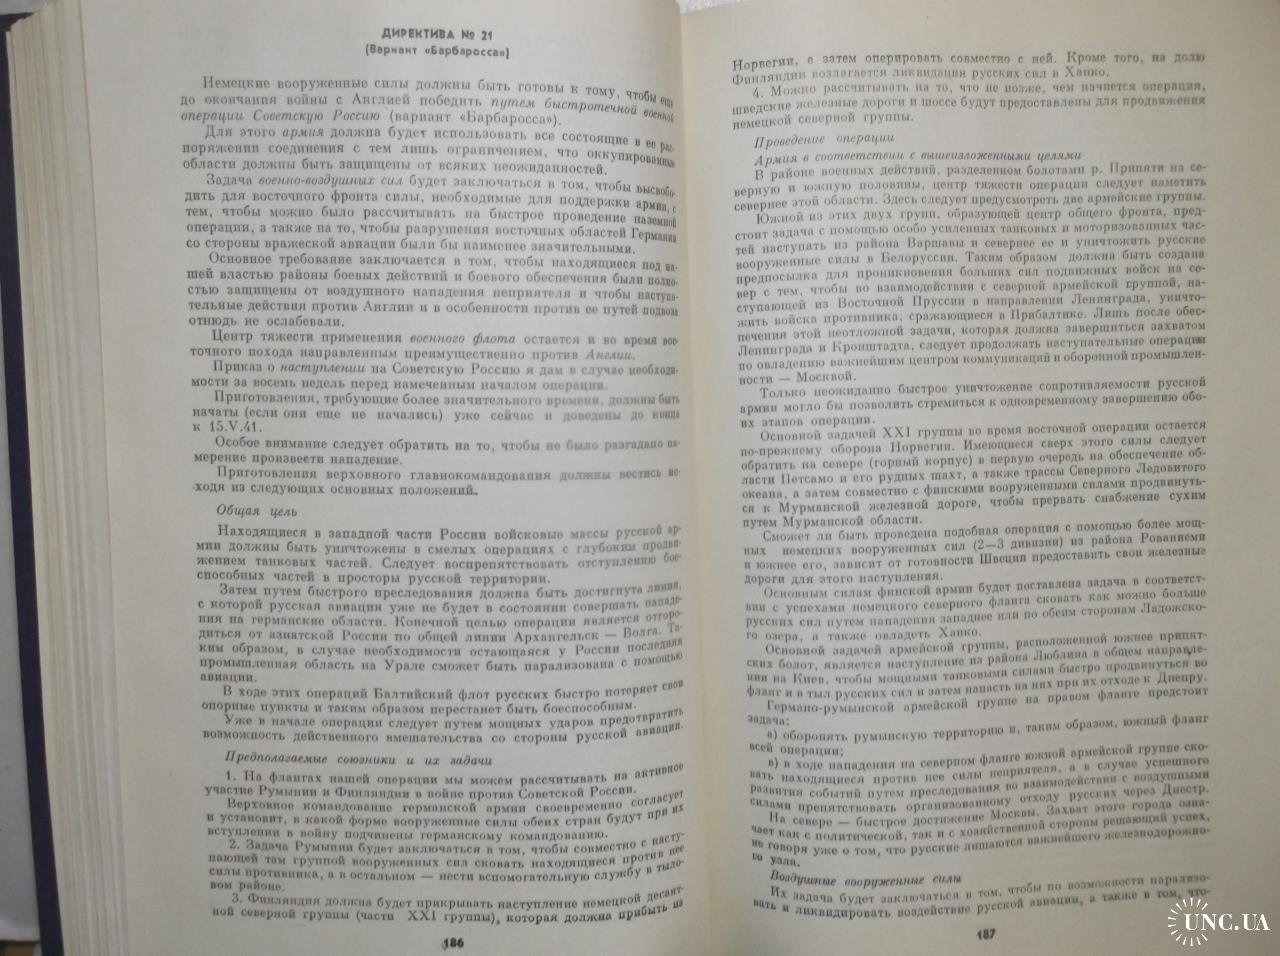 ДИРЕКТИВА № 21
(Вариант «Барбаросса»)
Немецкие вооруженные силы должны быть готовы к тому, чтобы еще
до окончания войны с Англией победить путем быстротечной военной
операции Советскую Россию (вариант «Барбаросса»).
Для этого армия должна будет использовать все состоящие в ее рас-
поряжении соединения с тем лишь ограничением, что оккупированные
области должны быть защищены от всяких неожиданностей.
Задача военно-воздушных сил будет заключаться в том, чтобы высвобо-
дить для восточного фронта силы, необходимые для поддержки армии, с
тем, чтобы можно было рассчитывать на быстрое проведение наземной
операции, а также на то, чтобы разрушения восточных областей Германии
со стороны вражеской авиации были бы наименее значительными.
Основное требование заключается в том, чтобы находящиеся под на-
шей властью районы боевых действий и боевого обеспечения были полно-
стью защищены от воздушного нападения неприятеля и чтобы наступа-
тельные действия против Англии и в особенности против ее путей подвоза
отнюдь не ослабевали.
Центр тяжести применения военного флота остается и во время вос-
точного похода направленным преимущественно против Англии.
Приказ о наступлении на Советскую Россию я дам в случае необходи-
мости за восемь недель перед намеченным началом операции.
Приготовления, требующие более значительного времени, должны быть
начаты (если они еще не начались) уже сейчас и доведены до конца
к 15.V.41.
Особое внимание следует обратить на то, чтобы не было разгадано на-
мерение произвести нападение.
Приготовления верховного главнокомандования должны вестись ис-
ходя из следующих основных положений.
Общая цель
Находящиеся в западной части России войсковые массы русской ар-
мии должны быть уничтожены в смелых операциях с глубоким продви-
жением танковых частей. Следует воспрепятствовать отступлению бое-
способных частей в просторы русской территории.
Затем путем быстрого преследования должна быть достигнута линия,
с которой русская авиация уже не будет в состоянии совершать нападе-
ния на германские области. Конечной целью операции является отгоро-
диться от азиатской России по общей линии Архангельск — Волга. Та-
ким образом, в случае необходимости остающаяся у России последняя
промышленная область на Урале сможет быть парализована с помощью
авиации.
В ходе этих операций Балтийский флот русских быстро потеряет свои
опорные пункты и таким образом перестанет быть боеспособным.
Уже в начале операции следует путем мощных ударов предотвратить
возможность действенного вмешательства со стороны русской авиации.
Предполагаемые союзники и их задачи
1. На флангах нашей операции мы можем рассчитывать на активное
участие Румынии и Финляндии в войне против Советской России.
Верховное командование германской армии своевременно согласует
и установит, в какой форме вооруженные силы обеих стран будут при их
вступлении в войну подчинены германскому командованию.
2. Задача Румынии будет заключаться в том, чтобы совместно с насту-
пающей там группой вооруженных сил сковать находящиеся против нее
силы противника, а в остальном — нести вспомогательную службу в тыло-
вом районе.
3. Финляндия должна будет прикрывать наступление немецкой десант-
ной северной группы (части XXI группы), которая должна прибыть из
186
Норвегии, а затем оперировать совместно с ней. Кроме того, на долю
Финляндии возлагается ликвидация русских сил в Ханко.
4. Можно рассчитывать на то, что не позже, чем начнется операция,
шведские железные дороги и шоссе будут предоставлены для продвижения
немецкой северной группы.
Проведение операции
Армия в соответствии с вышеизложенными целями
В районе военных действий, разделенном болотами р. Припяти на се-
верную и южную половины, центр тяжести операции следует наметить
севернее этой области. Здесь следует предусмотреть две армейские группы.
Южной из этих двух групп, образующей центр общего фронта, пред-
стоит задача с помощью особо усиленных танковых и моторизованных час-
тей наступать из района Варшавы и севернее ее и уничтожить русские
вооруженные силы в Белоруссии. Таким образом должна быть создана
предпосылка для проникновения больших сил подвижных войск на се-
вер с тем, чтобы во взаимодействии с северной армейской группой, на-
ступающей из Восточной Пруссии в направлении Ленинграда, уничто-
жить войска противника, сражающиеся в Прибалтике. Лишь после обес-
печения этой неотложной задачи, которая должна завершиться захватом
Ленинграда и Кронштадта, следует продолжать наступательные операции
по овладению важнейшим центром коммуникаций и оборонной промышлен-
ности — Москвой.
Только неожиданно быстрое уничтожение сопротивляемости русской
армии могло бы позволить стремиться к одновременному завершению обо-
их этапов операции.
Основной задачей XXI группы во время восточной операции остается
по-прежнему оборона Норвегии. Имеющиеся сверх этого силы следует
обратить на севере (горный корпус) в первую очередь на обеспечение об-
ласти Петсамо и его рудных шахт, а также трассы Северного Ледовитого
океана, а затем совместно с финскими вооруженными силами продвинуть-
ся к Мурманской железной дороге, чтобы прервать снабжение сухим
путем Мурманской области.
Сможет ли быть проведена подобная операция с помощью более мощ-
ных немецких вооруженных сил (2—3 дивизии) из района Рованиеми
и южнее его, зависит от готовности Швеции предоставить свои железные
дороги для этого наступления.
Основным силам финской армии будет поставлена задача в соответст-
вии с успехами немецкого северного фланга сковать как можно больше
русских сил путем нападения западнее или по обеим сторонам Ладожско-
го озера, а также овладеть Ханко.
Основной задачей армейской группы, расположенной южнее припят-
ских болот, является наступление из района Люблина в общем направле-
нии на Киев, чтобы мощными танковыми силами быстро продвинуться во
фланг и в тыл русских сил и затем напасть на них при их отходе к Днепру.
Германо-румынской армейской группе на правом фланге предстоит
задача:
а) оборонять румынскую территорию и, таким образом, южный фланг
всей операции;
в) в ходе нападения на северном фланге южной армейской группе ско-
вать находящиеся против нее силы неприятеля, а в случае успешного
развития событий путем преследования во взаимодействии с воздушными
силами препятствовать организованному отходу русских через Днестр.
На севере — быстрое достижение Москвы. Захват этого города озна-
чает как с политической, так и с хозяйственной стороны решающий успех,
не говоря уже о том, что русские лишаются важнейшего железнодорожно-
го узла.
Воздушные вооруженные силы
Их задача будет заключаться в том, чтобы по возможности парализо-
вать и ликвидировать воздействие русской авиации, а также в том, что-
187
UNC.UA